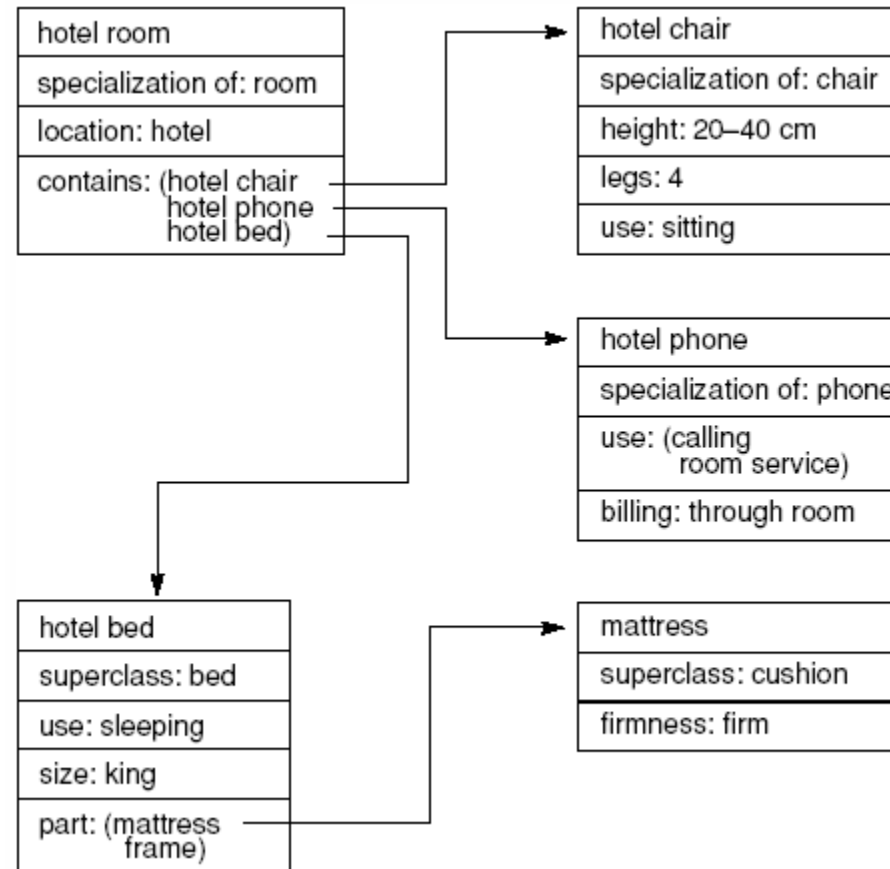 hotel room
specialization of: room
location: hotel
contains: (hotel chair
hotel phone
hotel bed)
hotel chair
specialization of: chair
height: 20–40 cm
legs: 4
use: sitting
hotel phone
specialization of: phone
use: (calling
room service)
billing: through room
hotel bed
superclass: bed
use: sleeping
size: king
part: (mattress
frame)
mattress
superclass: cushion
firmness: firm